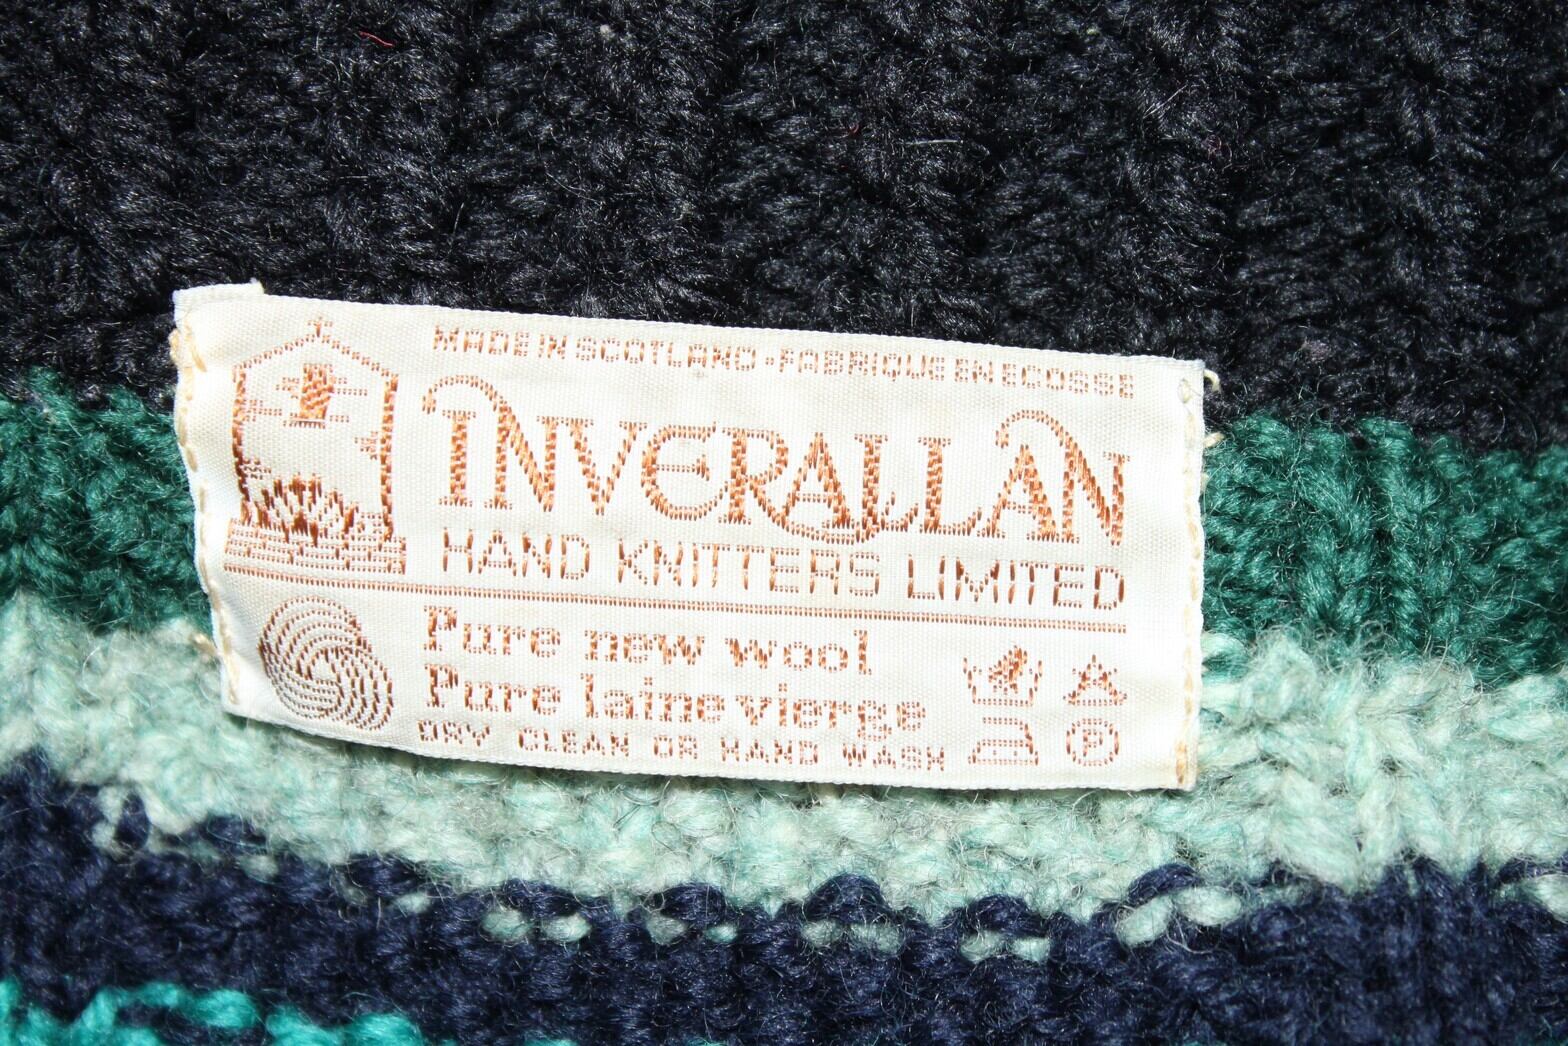 MADE IN SCOTLAND · FABRIQUE EN ECOSSE
INVERALLAN
HAND KNITTERS LIMITED
Pure new wool
Pure laine vierge
DRY CLEAN OR HAND WASH
P